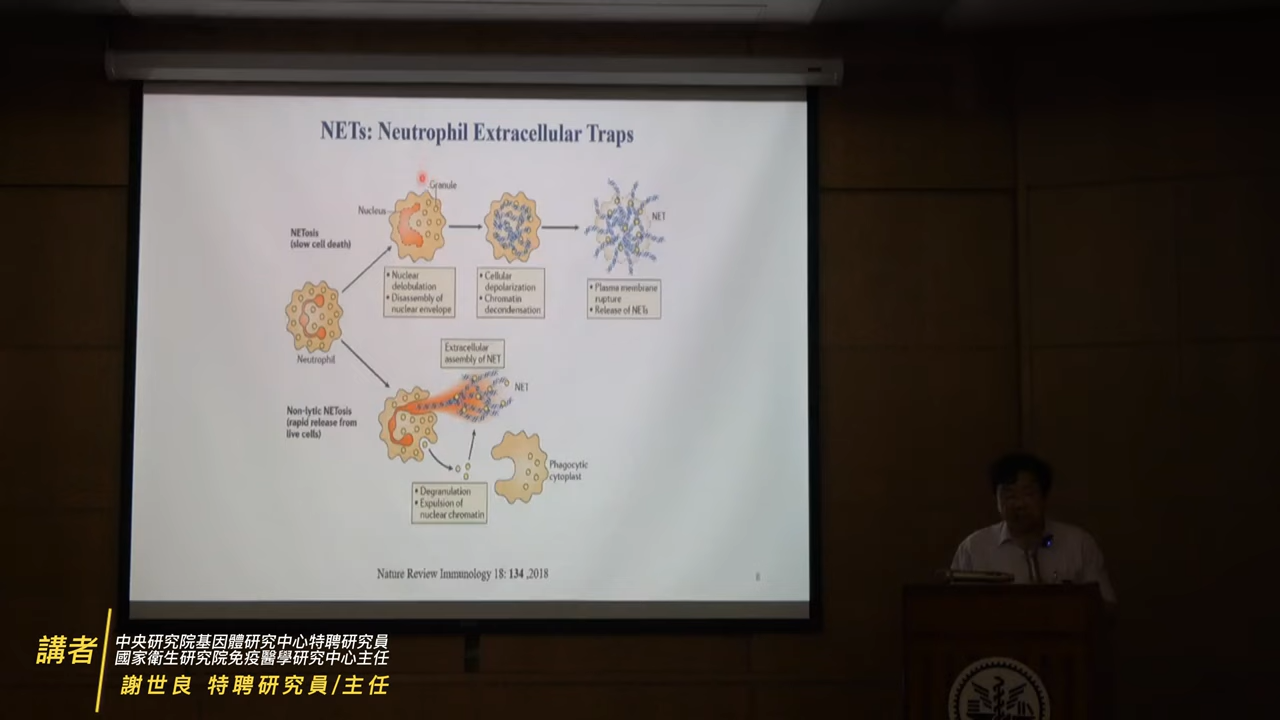 NETs: Neutrophil Extracellular Traps
Granule
Nucleus
NET
NETosis
(slow cell death)
• Nuclear
delobulation
• Disassembly of
nuclear envelope
• Cellular
depolarization
• Chromatin
decondensation
• Plasma membrane
rupture
• Release of NETs
Neutrophil
Extracellular
assembly of NET
NET
Non-lytic NETosis
(rapid release from
live cells)
Phagocytic
cytoplast
• Degranulation
• Expulsion of
nuclear chromatin
Nature Review Immunology 18: 134 ,2018
8
講者
中央研究院基因體研究中心特聘研究員
國家衛生研究院免疫醫學研究中心主任
謝世良 特聘研究員/主任